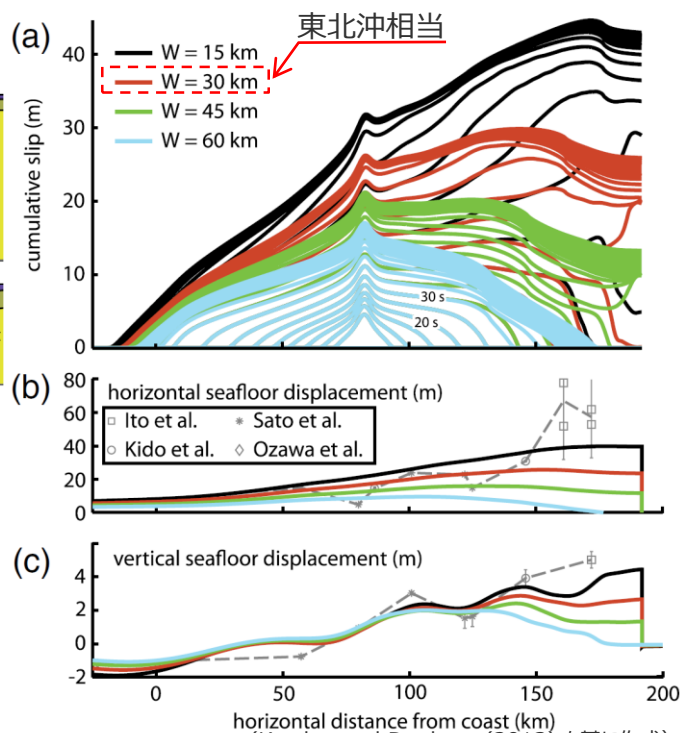 (a)
東北沖相当
W = 15 km
W = 30 km
W = 45 km
W = 60 km
cumulative slip (m)
40
30
20
10
0
30 s
20 s
(b)
horizontal seafloor displacement (m)
Ito et al.
Sato et al.
Kido et al.
Ozawa et al.
80
60
40
20
0
(c)
vertical seafloor displacement (m)
4
2
0
-2
0 50 100 150 200
horizontal distance from coast (km)